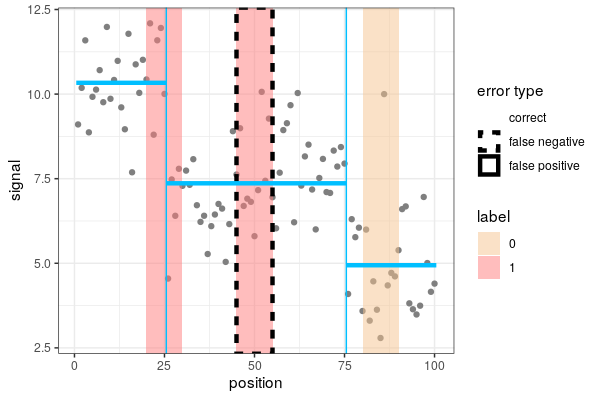 12.5
10.0
7.5
5.0
2.5
signal
0
25
50
75
100
position
error type
correct
false negative
false positive
label
0
1